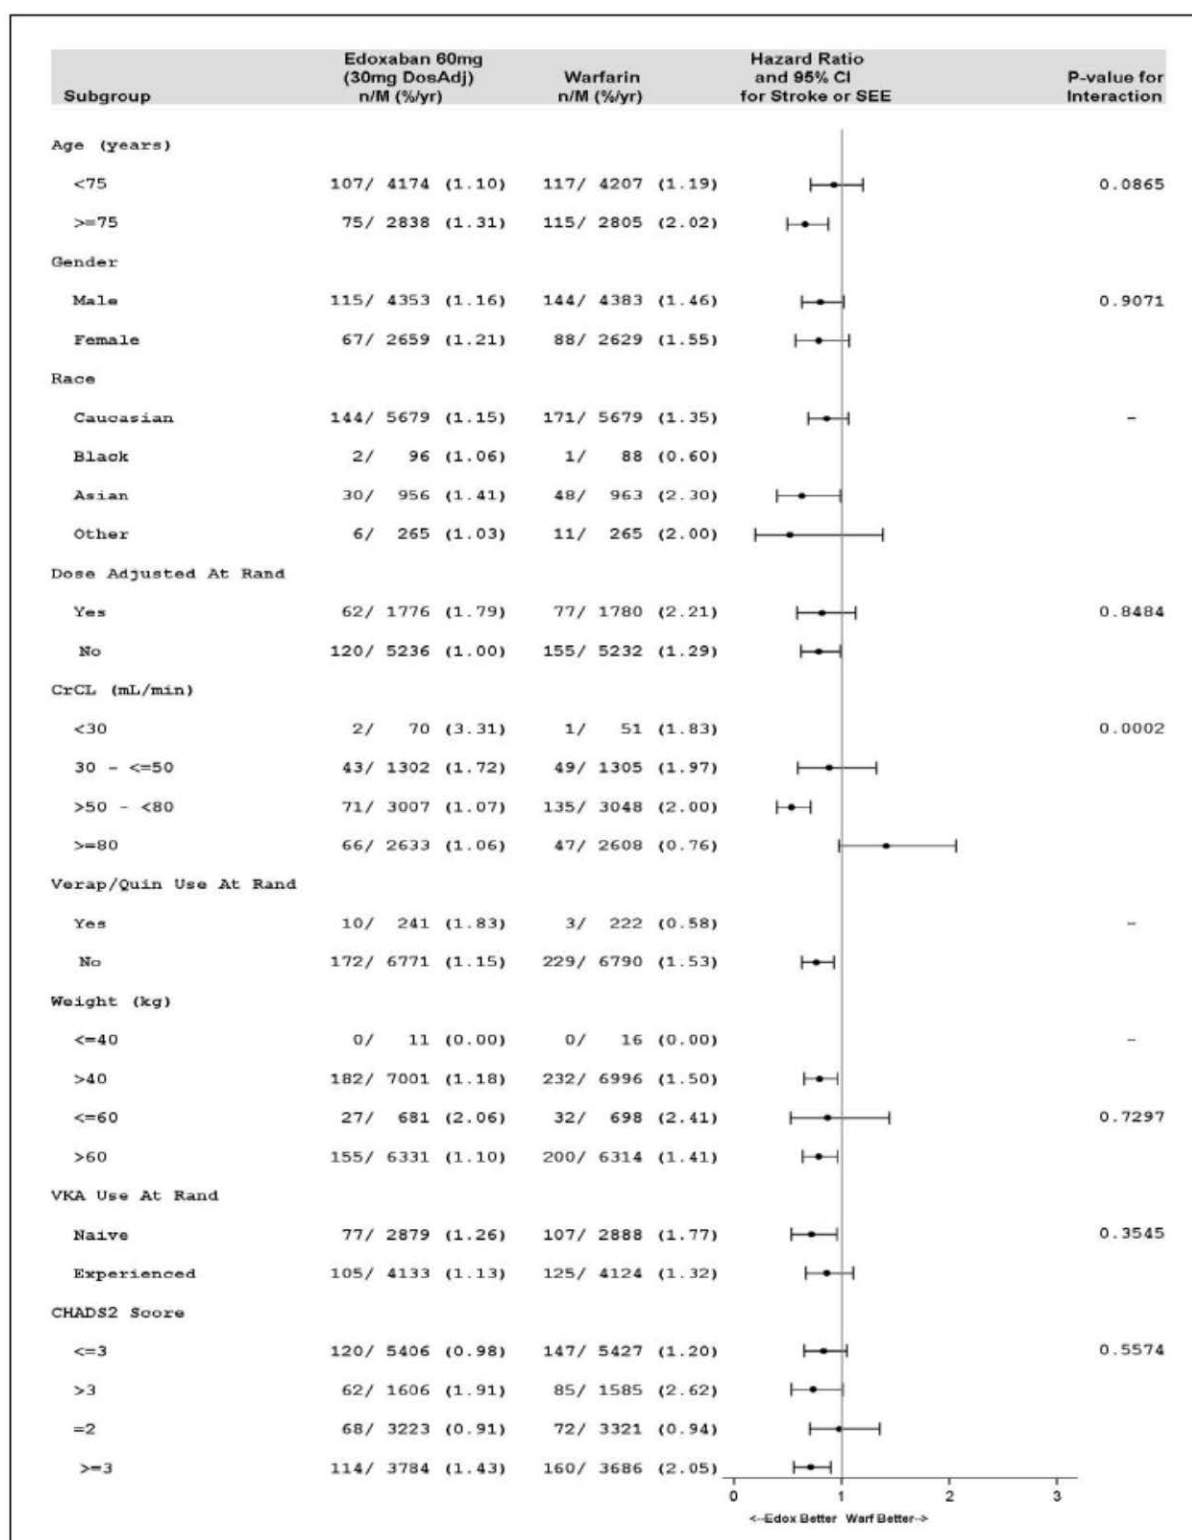 Subgroup Edoxaban 60mg (30mg DosAdj) n/M (%/yr) Warfarin n/M (%/yr) Hazard Ratio and 95% CI for Stroke or SEE P-value for Interaction
Age (years)
<75 107/ 4174 (1.10) 117/ 4207 (1.19) 0.0865
>=75 75/ 2838 (1.31) 115/ 2805 (2.02)
Gender
Male 115/ 4353 (1.16) 144/ 4383 (1.46) 0.9071
Female 67/ 2659 (1.21) 88/ 2629 (1.55)
Race
Caucasian 144/ 5679 (1.15) 171/ 5679 (1.35) -
Black 2/ 96 (1.06) 1/ 88 (0.60)
Asian 30/ 956 (1.41) 48/ 963 (2.30)
Other 6/ 265 (1.03) 11/ 265 (2.00)
Dose Adjusted At Rand
Yes 62/ 1776 (1.79) 77/ 1780 (2.21) 0.8484
No 120/ 5236 (1.00) 155/ 5232 (1.29)
CrCL (mL/min)
<30 2/ 70 (3.31) 1/ 51 (1.83) 0.0002
30 - <=50 43/ 1302 (1.72) 49/ 1305 (1.97)
>50 - <80 71/ 3007 (1.07) 135/ 3048 (2.00)
>=80 66/ 2633 (1.06) 47/ 2608 (0.76)
Verap/Quin Use At Rand
Yes 10/ 241 (1.83) 3/ 222 (0.58) -
No 172/ 6771 (1.15) 229/ 6790 (1.53)
Weight (kg)
<=40 0/ 11 (0.00) 0/ 16 (0.00) -
>40 182/ 7001 (1.18) 232/ 6996 (1.50)
<=60 27/ 681 (2.06) 32/ 698 (2.41) 0.7297
>60 155/ 6331 (1.10) 200/ 6314 (1.41)
VKA Use At Rand
Naive 77/ 2879 (1.26) 107/ 2888 (1.77) 0.3545
Experienced 105/ 4133 (1.13) 125/ 4124 (1.32)
CHADS2 Score
<=3 120/ 5406 (0.98) 147/ 5427 (1.20) 0.5574
>3 62/ 1606 (1.91) 85/ 1585 (2.62)
=2 68/ 3223 (0.91) 72/ 3321 (0.94)
>=3 114/ 3784 (1.43) 160/ 3686 (2.05)
0 1 2 3
<--Edox Better Warf Better-->